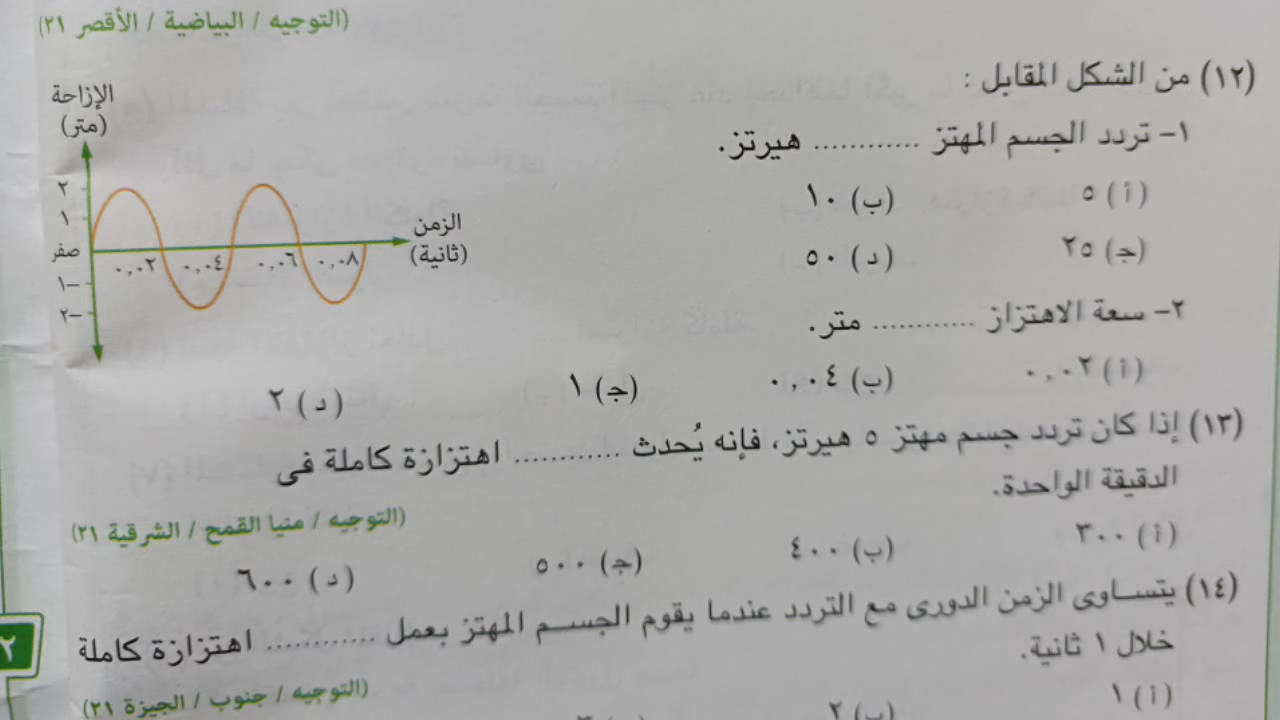 (التوجيه / البياضية / الأقصر ٢١)
(١٢) من الشكل المقابل :
الإزاحة
(متر)
٢
١
صفر
–١
–٢
٠,٠٢ ٠,٠٤ ٠,٠٦ ٠,٠٨
الزمن
(ثانية)
١– تردد الجسم المهتز ............ هيرتز.
(أ) ٥ (ب) ١٠
(جـ) ٢٥ (د) ٥٠
٢– سعة الاهتزاز ............ متر.
(أ) ٠,٠٢ (ب) ٠,٠٤ (جـ) ١ (د) ٢
(١٣) إذا كان تردد جسم مهتز ٥ هيرتز، فإنه يُحدث ............ اهتزازة كاملة فى
الدقيقة الواحدة.
(التوجيه / منيا القمح / الشرقية ٢١)
(أ) ٣٠٠ (ب) ٤٠٠ (جـ) ٥٠٠ (د) ٦٠٠
(١٤) يتساوى الزمن الدورى مع التردد عندما يقوم الجسم المهتز بعمل ............ اهتزازة كاملة
خلال ١ ثانية.
(التوجيه / جنوب / الجيزة ٢١)
(أ) ١ (ب) ٢
٢